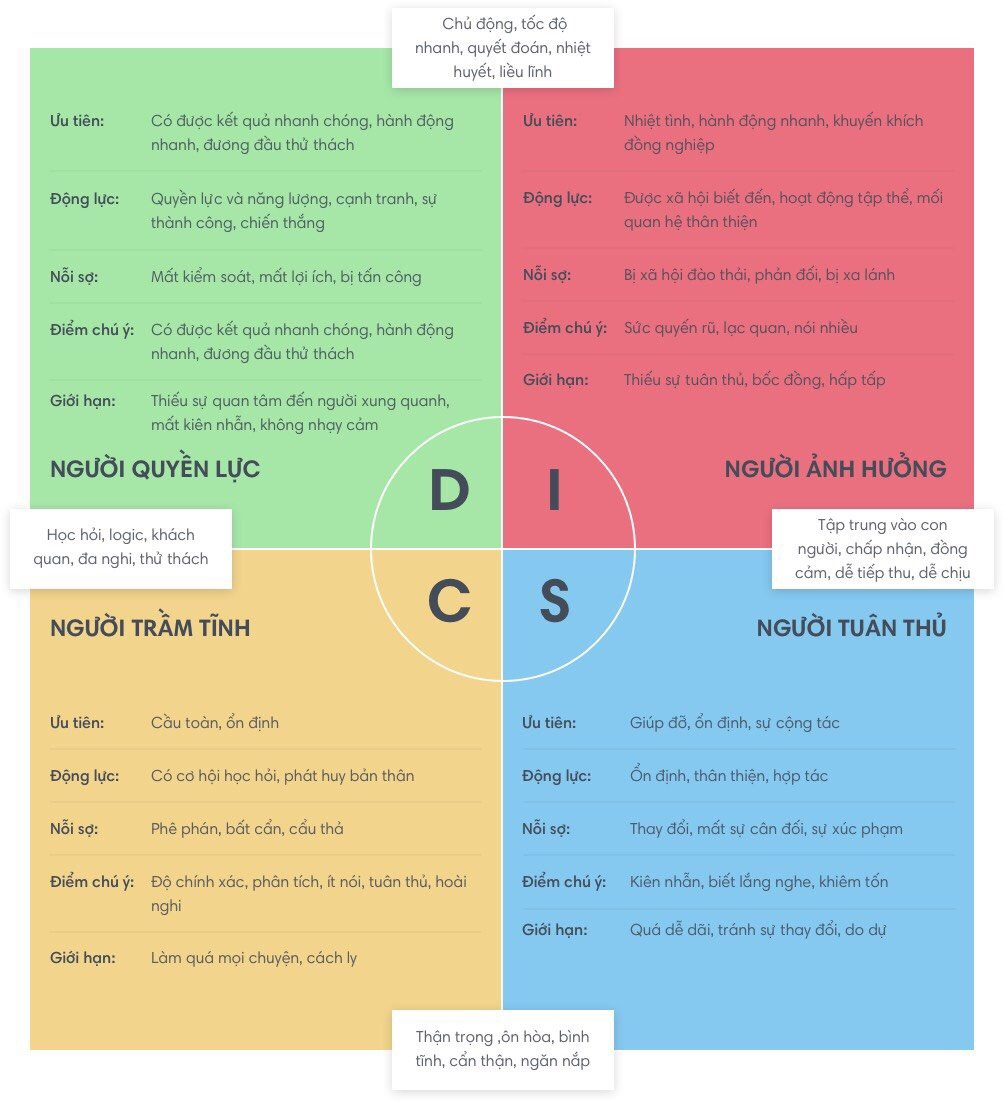 Chủ động, tốc độ
nhanh, quyết đoán, nhiệt
huyết, liều lĩnh
Ưu tiên: Có được kết quả nhanh chóng, hành động
nhanh, đương đầu thử thách
Động lực: Quyền lực và năng lượng, cạnh tranh, sự
thành công, chiến thắng
Nỗi sợ: Mất kiểm soát, mất lợi ích, bị tấn công
Điểm chú ý: Có được kết quả nhanh chóng, hành động
nhanh, đương đầu thử thách
Giới hạn: Thiếu sự quan tâm đến người xung quanh,
mất kiên nhẫn, không nhạy cảm
NGƯỜI QUYỀN LỰC
D
Ưu tiên: Nhiệt tình, hành động nhanh, khuyến khích
đồng nghiệp
Động lực: Được xã hội biết đến, hoạt động tập thể, mối
quan hệ thân thiện
Nỗi sợ: Bị xã hội đào thải, phản đối, bị xa lánh
Điểm chú ý: Sức quyến rũ, lạc quan, nói nhiều
Giới hạn: Thiếu sự tuân thủ, bốc đồng, hấp tấp
NGƯỜI ẢNH HƯỞNG
I
Học hỏi, logic, khách
quan, đa nghi, thử thách
Tập trung vào con
người, chấp nhận, đồng
cảm, dễ tiếp thu, dễ chịu
C
NGƯỜI TRẦM TĨNH
Ưu tiên: Cầu toàn, ổn định
Động lực: Có cơ hội học hỏi, phát huy bản thân
Nỗi sợ: Phê phán, bất cẩn, cẩu thả
Điểm chú ý: Độ chính xác, phân tích, ít nói, tuân thủ, hoài
nghi
Giới hạn: Làm quá mọi chuyện, cách ly
S
NGƯỜI TUÂN THỦ
Ưu tiên: Giúp đỡ, ổn định, sự cộng tác
Động lực: Ổn định, thân thiện, hợp tác
Nỗi sợ: Thay đổi, mất sự cân đối, sự xúc phạm
Điểm chú ý: Kiên nhẫn, biết lắng nghe, khiêm tốn
Giới hạn: Quá dễ dãi, tránh sự thay đổi, do dự
Thận trọng ,ôn hòa, bình
tĩnh, cẩn thận, ngăn nắp